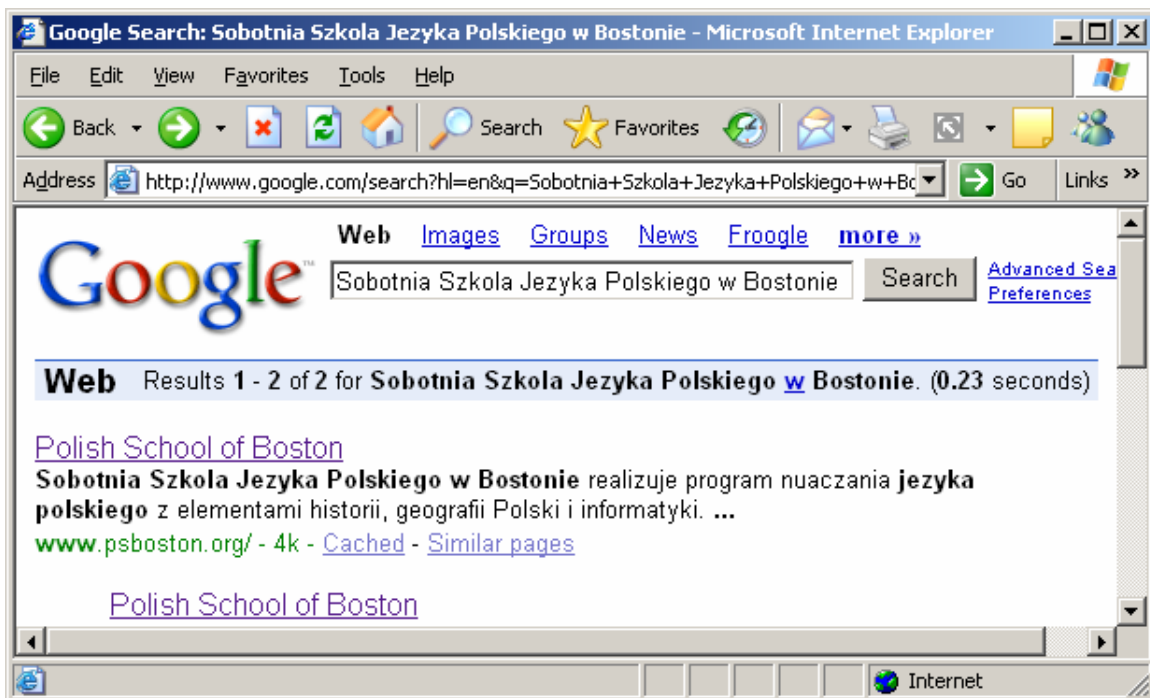 Google Search: Sobotnia Szkola Jezyka Polskiego w Bostonie - Microsoft Internet Explorer
File Edit View Favorites Tools Help
Back Search Favorites
Address http://www.google.com/search?hl=en&q=Sobotnia+Szkola+Jezyka+Polskiego+w+Bc Go Links »
Web Images Groups News Froogle more »
Google™ Sobotnia Szkola Jezyka Polskiego w Bostonie Search Advanced Sea
Preferences
Web Results 1 - 2 of 2 for Sobotnia Szkola Jezyka Polskiego w Bostonie. (0.23 seconds)
Polish School of Boston
Sobotnia Szkola Jezyka Polskiego w Bostonie realizuje program nuaczania jezyka
polskiego z elementami historii, geografii Polski i informatyki. ...
www.psboston.org/ - 4k - Cached - Similar pages
Polish School of Boston
Internet